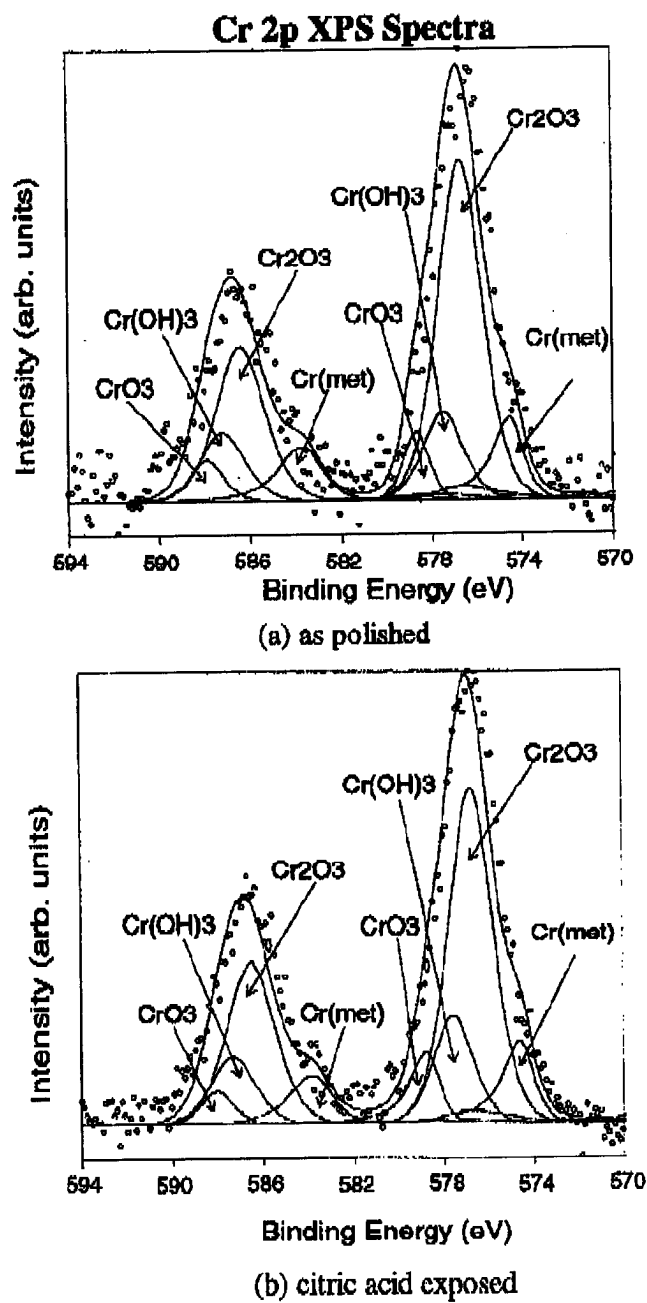 Cr 2p XPS Spectra
Intensity (arb. units)
Cr2O3
Cr(OH)3
Cr2O3
CrO3
Cr(OH)3
Cr(met)
CrO3
Cr(met)
594 590 586 582 578 574 570
Binding Energy (eV)
(a) as polished
Intensity (arb. units)
Cr2O3
Cr(OH)3
Cr2O3
Cr(OH)3
CrO3
Cr(met)
CrO3
Cr(met)
594 590 586 582 578 574 570
Binding Energy (eV)
(b) citric acid exposed